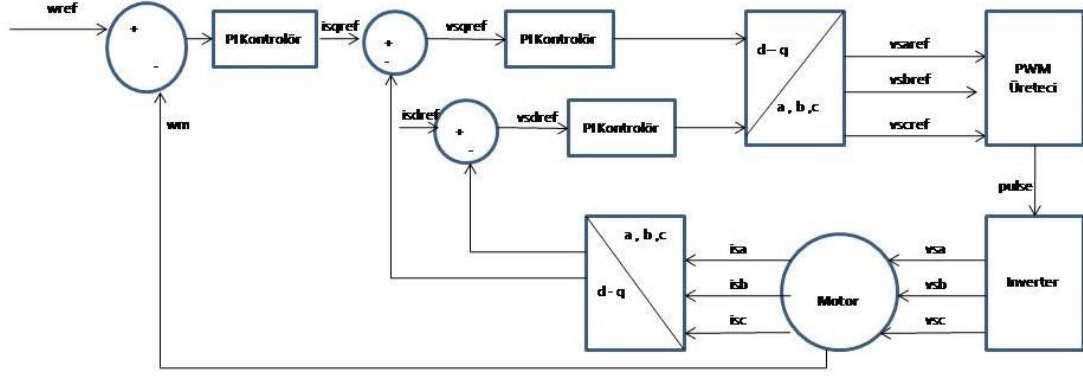 wref
+
-
PI Kontrolör
isqref
+
-
vsqref
PI Kontrolör
d - q
a , b , c
vsaref
vsbref
vscref
PWM
Üreteci
wm
isdref
+
-
vsdref
PI Kontrolör
pulse
a , b ,c
d - q
isa
isb
isc
Motor
vsa
vsb
vsc
Inverter